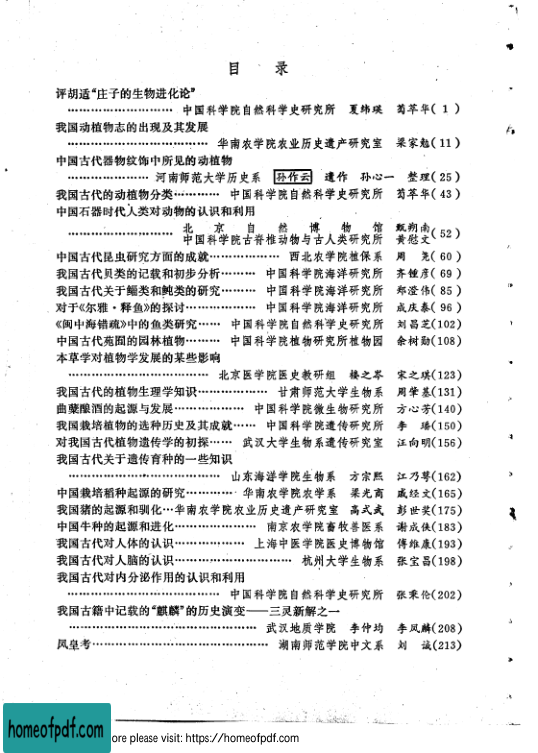 目 录
评胡适“庄子的生物进化论”
……………………… 中国科学院自然科学史研究所 夏纬瑛 苟萃华( 1 )
我国动植物志的出现及其发展
……………………………… 华南农学院农业历史遗产研究室 梁家勉(11)
中国古代器物纹饰中所见的动植物
………………… 河南师范大学历史系 孙作云 遗作 孙心一 整理(25)
我国古代的动植物分类………… 中国科学院自然科学史研究所 苟萃华(43)
中国石器时代人类对动物的认识和利用
………………… 北京自然博物馆 甄朔南
中国科学院古脊椎动物与古人类研究所 黄慰文(52)
中国古代昆虫研究方面的成就……………… 西北农学院植保系 周 尧(60)
我国古代贝类的记载和初步分析……… 中国科学院海洋研究所 齐钟彦(69)
我国古代关于鲻类和鲀类的研究……… 中国科学院海洋研究所 郑澄伟(85)
对于《尔雅·释鱼》的探讨…………… 中国科学院海洋研究所 成庆泰(96)
《闽中海错疏》中的鱼类研究…… 中国科学院自然科学史研究所 刘昌芝(102)
中国古代苑囿的园林植物……… 中国科学院植物研究所植物园 余树勋(108)
本草学对植物学发展的某些影响
……………………………… 北京医学院医史教研组 楼之岑 宋之琪(123)
我国古代的植物生理学知识……………… 甘肃师范大学生物系 周肇基(131)
曲糵酿酒的起源与发展……………… 中国科学院微生物研究所 方心芳(140)
我国栽培植物的选种历史及其成就…… 中国科学院遗传研究所 李 璠(150)
对我国古代植物遗传学的初探…… 武汉大学生物系遗传研究室 汪向明(156)
我国古代关于遗传育种的一些知识
……………………………… 山东海洋学院生物系 方宗熙 江乃萼(162)
中国栽培稻种起源的研究………… 华南农学院农学系 梁光商 戚经文(165)
我国猪的起源和驯化…华南农学院农业历史遗产研究室 高式武 彭世奖(175)
中国牛种的起源和进化……………… 南京农学院畜牧兽医系 谢成侠(183)
我国古代对人体的认识…………… 上海中医学院医史博物馆 傅维康(193)
我国古代对人脑的认识…………………… 杭州大学生物系 张宝昌(198)
我国古代对内分泌作用的认识和利用
……………………………… 中国科学院自然科学史研究所 张秉伦(202)
我国古籍中记载的“麒麟”的历史演变——三灵新解之一
……………………………… 武汉地质学院 李仲均 李凤麟(208)
凤皇考……………………………… 湖南师范学院中文系 刘 诚(213)
homeofpdf.com
ore please visit: https://homeofpdf.com